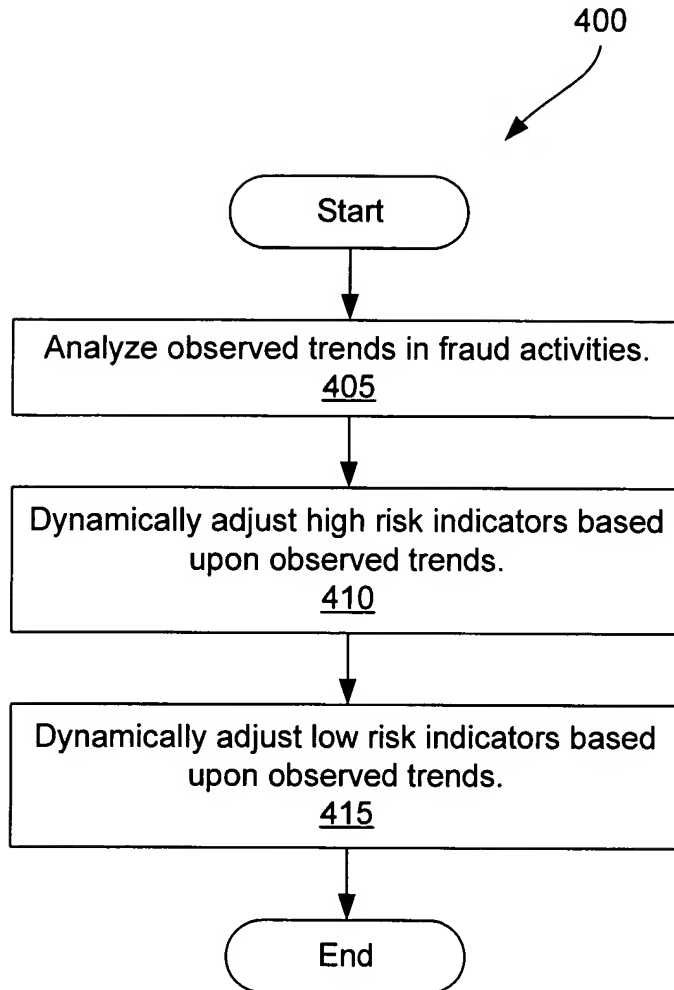 400
Start
Analyze observed trends in fraud activities.
405
Dynamically adjust high risk indicators based
upon observed trends.
410
Dynamically adjust low risk indicators based
upon observed trends.
415
End